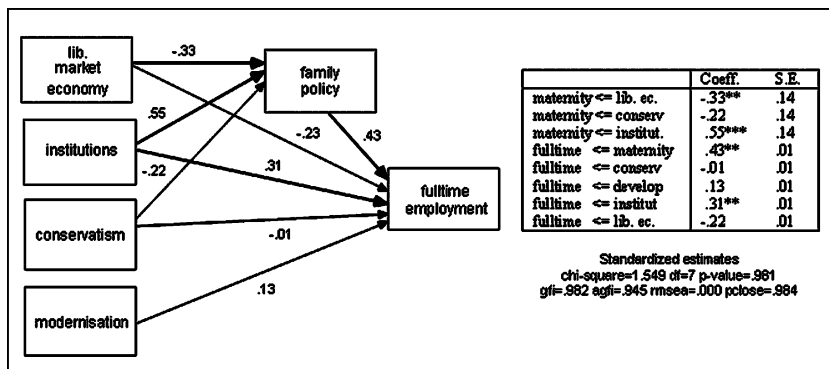 lib.
market
economy
institutions
conservatism
modernisation
family
policy
fulltime
employment
-.33
.55
-.22
-.23
.43
.31
-.01
.13
Coeff. S.E.
maternity <= lib. ec. -.33** .14
maternity <= conserv -.22 .14
maternity <= institut. .55*** .14
fulltime <= maternity .43** .01
fulltime <= conserv -.01 .01
fulltime <= develop .13 .01
fulltime <= institut .31** .01
fulltime <= lib. ec. -.22 .01
Standardized estimates
chi-square=1.549 df=7 p-value=.981
gfi=.982 agfi=.945 rmsea=.000 pclose=.984